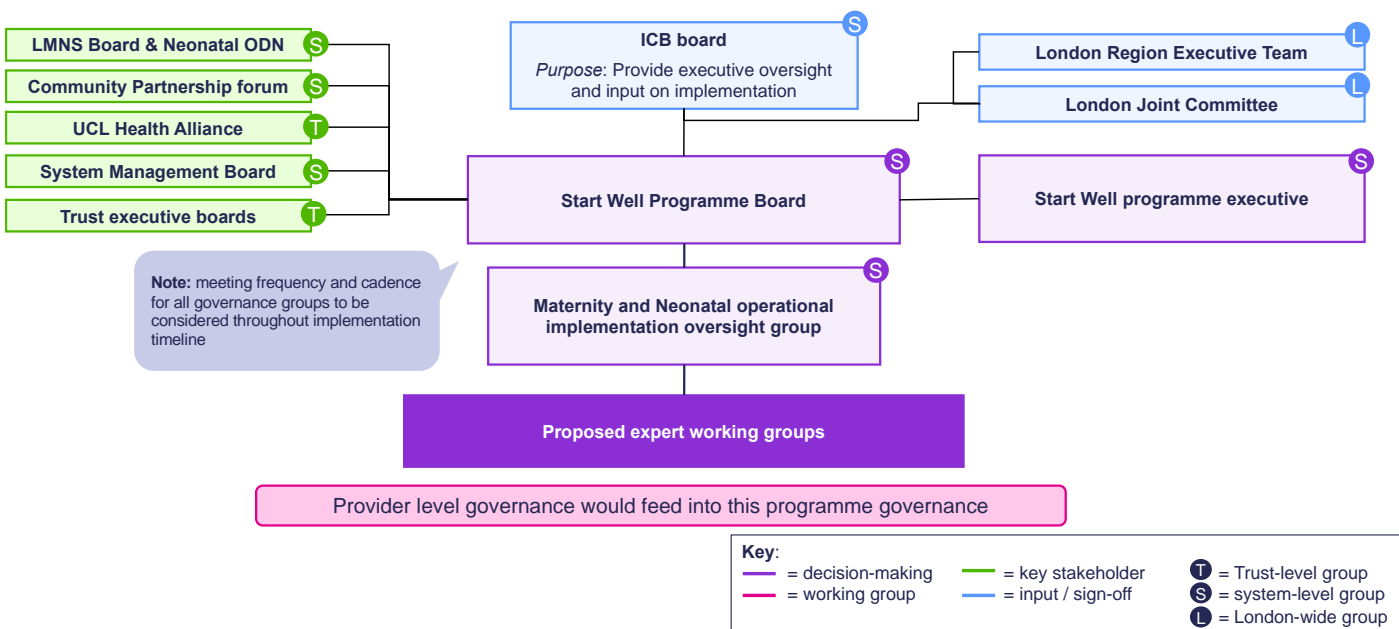 LMNS Board & Neonatal ODN
S
Community Partnership forum
S
UCL Health Alliance
T
System Management Board
S
Trust executive boards
T
S
ICB board
Purpose: Provide executive oversight
and input on implementation
L
London Region Executive Team
L
London Joint Committee
S
Start Well Programme Board
S
Start Well programme executive
Note: meeting frequency and cadence
for all governance groups to be
considered throughout implementation
timeline
S
Maternity and Neonatal operational
implementation oversight group
Proposed expert working groups
Provider level governance would feed into this programme governance
Key:
= decision-making
= working group
= key stakeholder
= input / sign-off
T = Trust-level group
S = system-level group
L = London-wide group